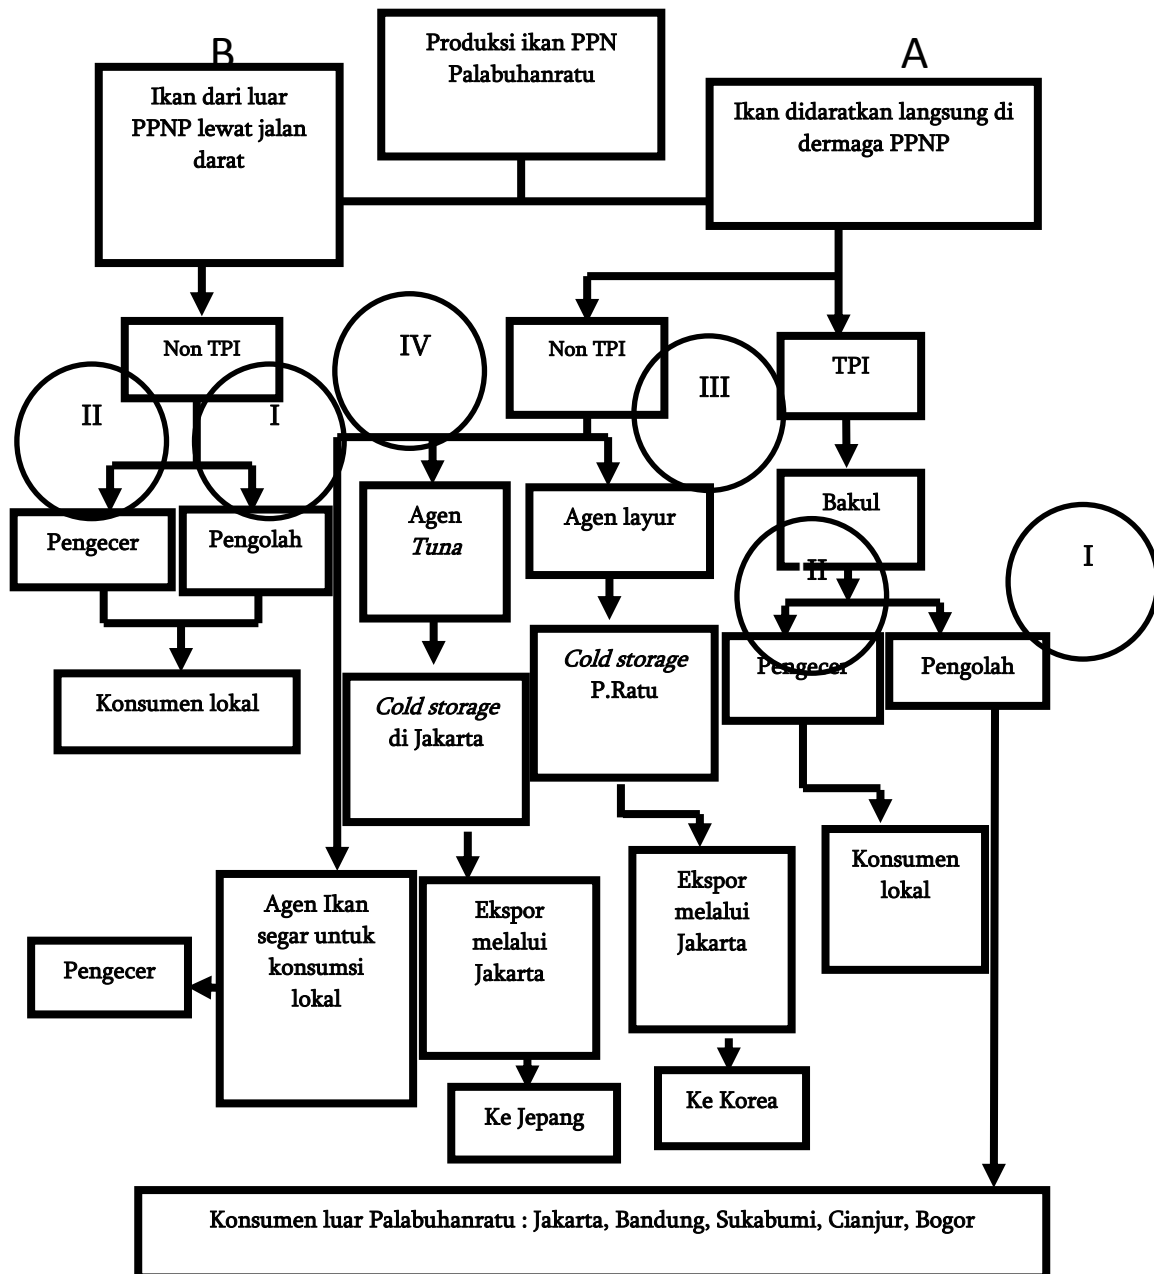 B
Produksi ikan PPN
Palabuhanratu
A
Ikan dari luar
PPNP lewat jalan
darat
Ikan didaratkan langsung di
dermaga PPNP
Non TPI
IV
Non TPI
III
TPI
II
I
Pengecer
Pengolah
Agen
Tuna
Agen layur
Bakul
II
I
Konsumen lokal
Cold storage
di Jakarta
Cold storage
P.Ratu
Pengecer
Pengolah
Pengecer
Agen Ikan
segar untuk
konsumsi
lokal
Ekspor
melalui
Jakarta
Ekspor
melalui
Jakarta
Konsumen
lokal
Ke Jepang
Ke Korea
Konsumen luar Palabuhanratu : Jakarta, Bandung, Sukabumi, Cianjur, Bogor